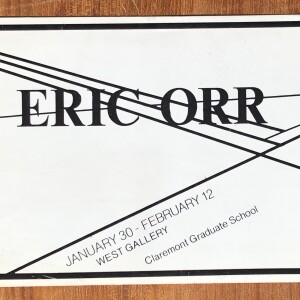 ERIC ORR
JANUARY 30 - FEBRUARY 12
WEST GALLERY
Claremont Graduate School